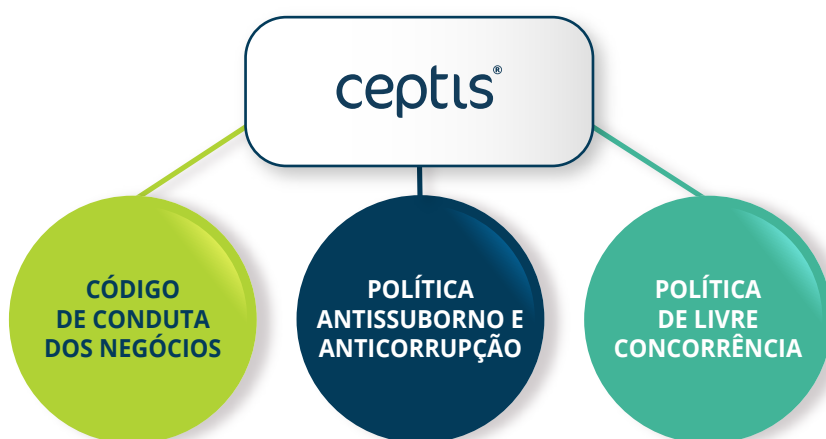 ceptis®
CÓDIGO
DE CONDUTA
DOS NEGÓCIOS
POLÍTICA
ANTISSUBORNO E
ANTICORRUPÇÃO
POLÍTICA
DE LIVRE
CONCORRÊNCIA